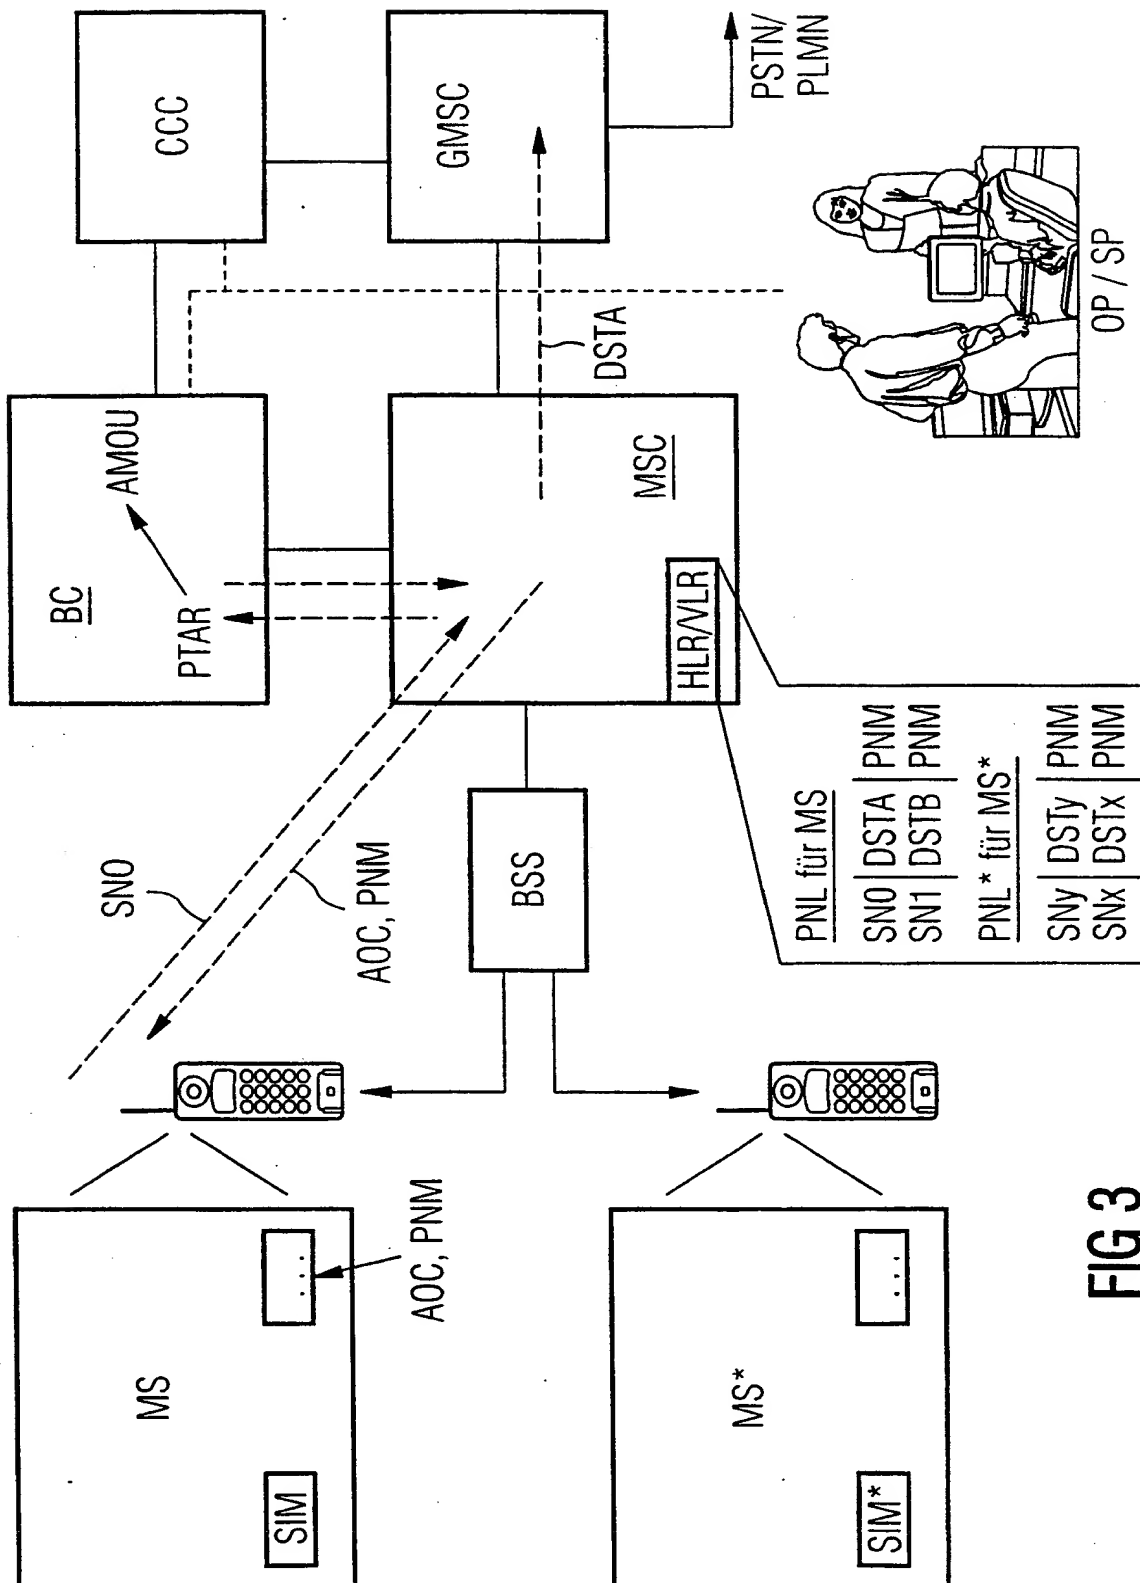 MS
SIM
AOC, PNM
SNO
AOC, PNM
BC
PTAR
AMOU
CCC
BSS
MSC
HLR/VLR
DSTA
GMSC
PSTN/
PLMN
MS*
SIM*
PNL für MS
SN0 | DSTA | PNM
SN1 | DSTB | PNM
PNL* für MS*
SNy | DSTy | PNM
SNx | DSTx | PNM
OP / SP
FIG 3